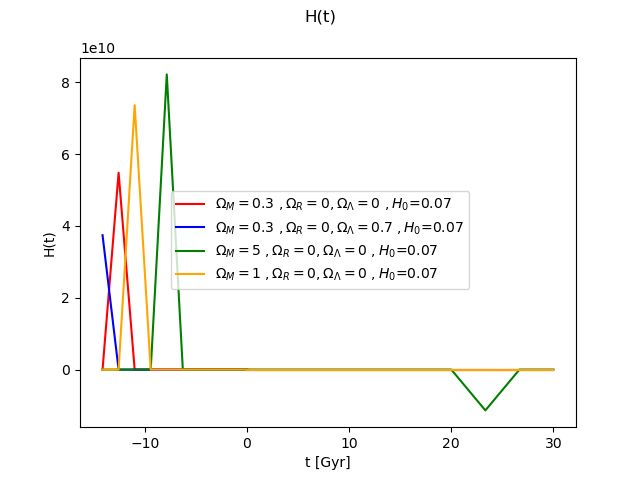 H(t)
1e10
8
6
4
2
0
H(t)
Ω_M = 0.3 , Ω_R = 0, Ω_Λ = 0 , H_0=0.07
Ω_M = 0.3 , Ω_R = 0, Ω_Λ = 0.7 , H_0=0.07
Ω_M = 5 , Ω_R = 0, Ω_Λ = 0 , H_0=0.07
Ω_M = 1 , Ω_R = 0, Ω_Λ = 0 , H_0=0.07
−10 0 10 20 30
t [Gyr]